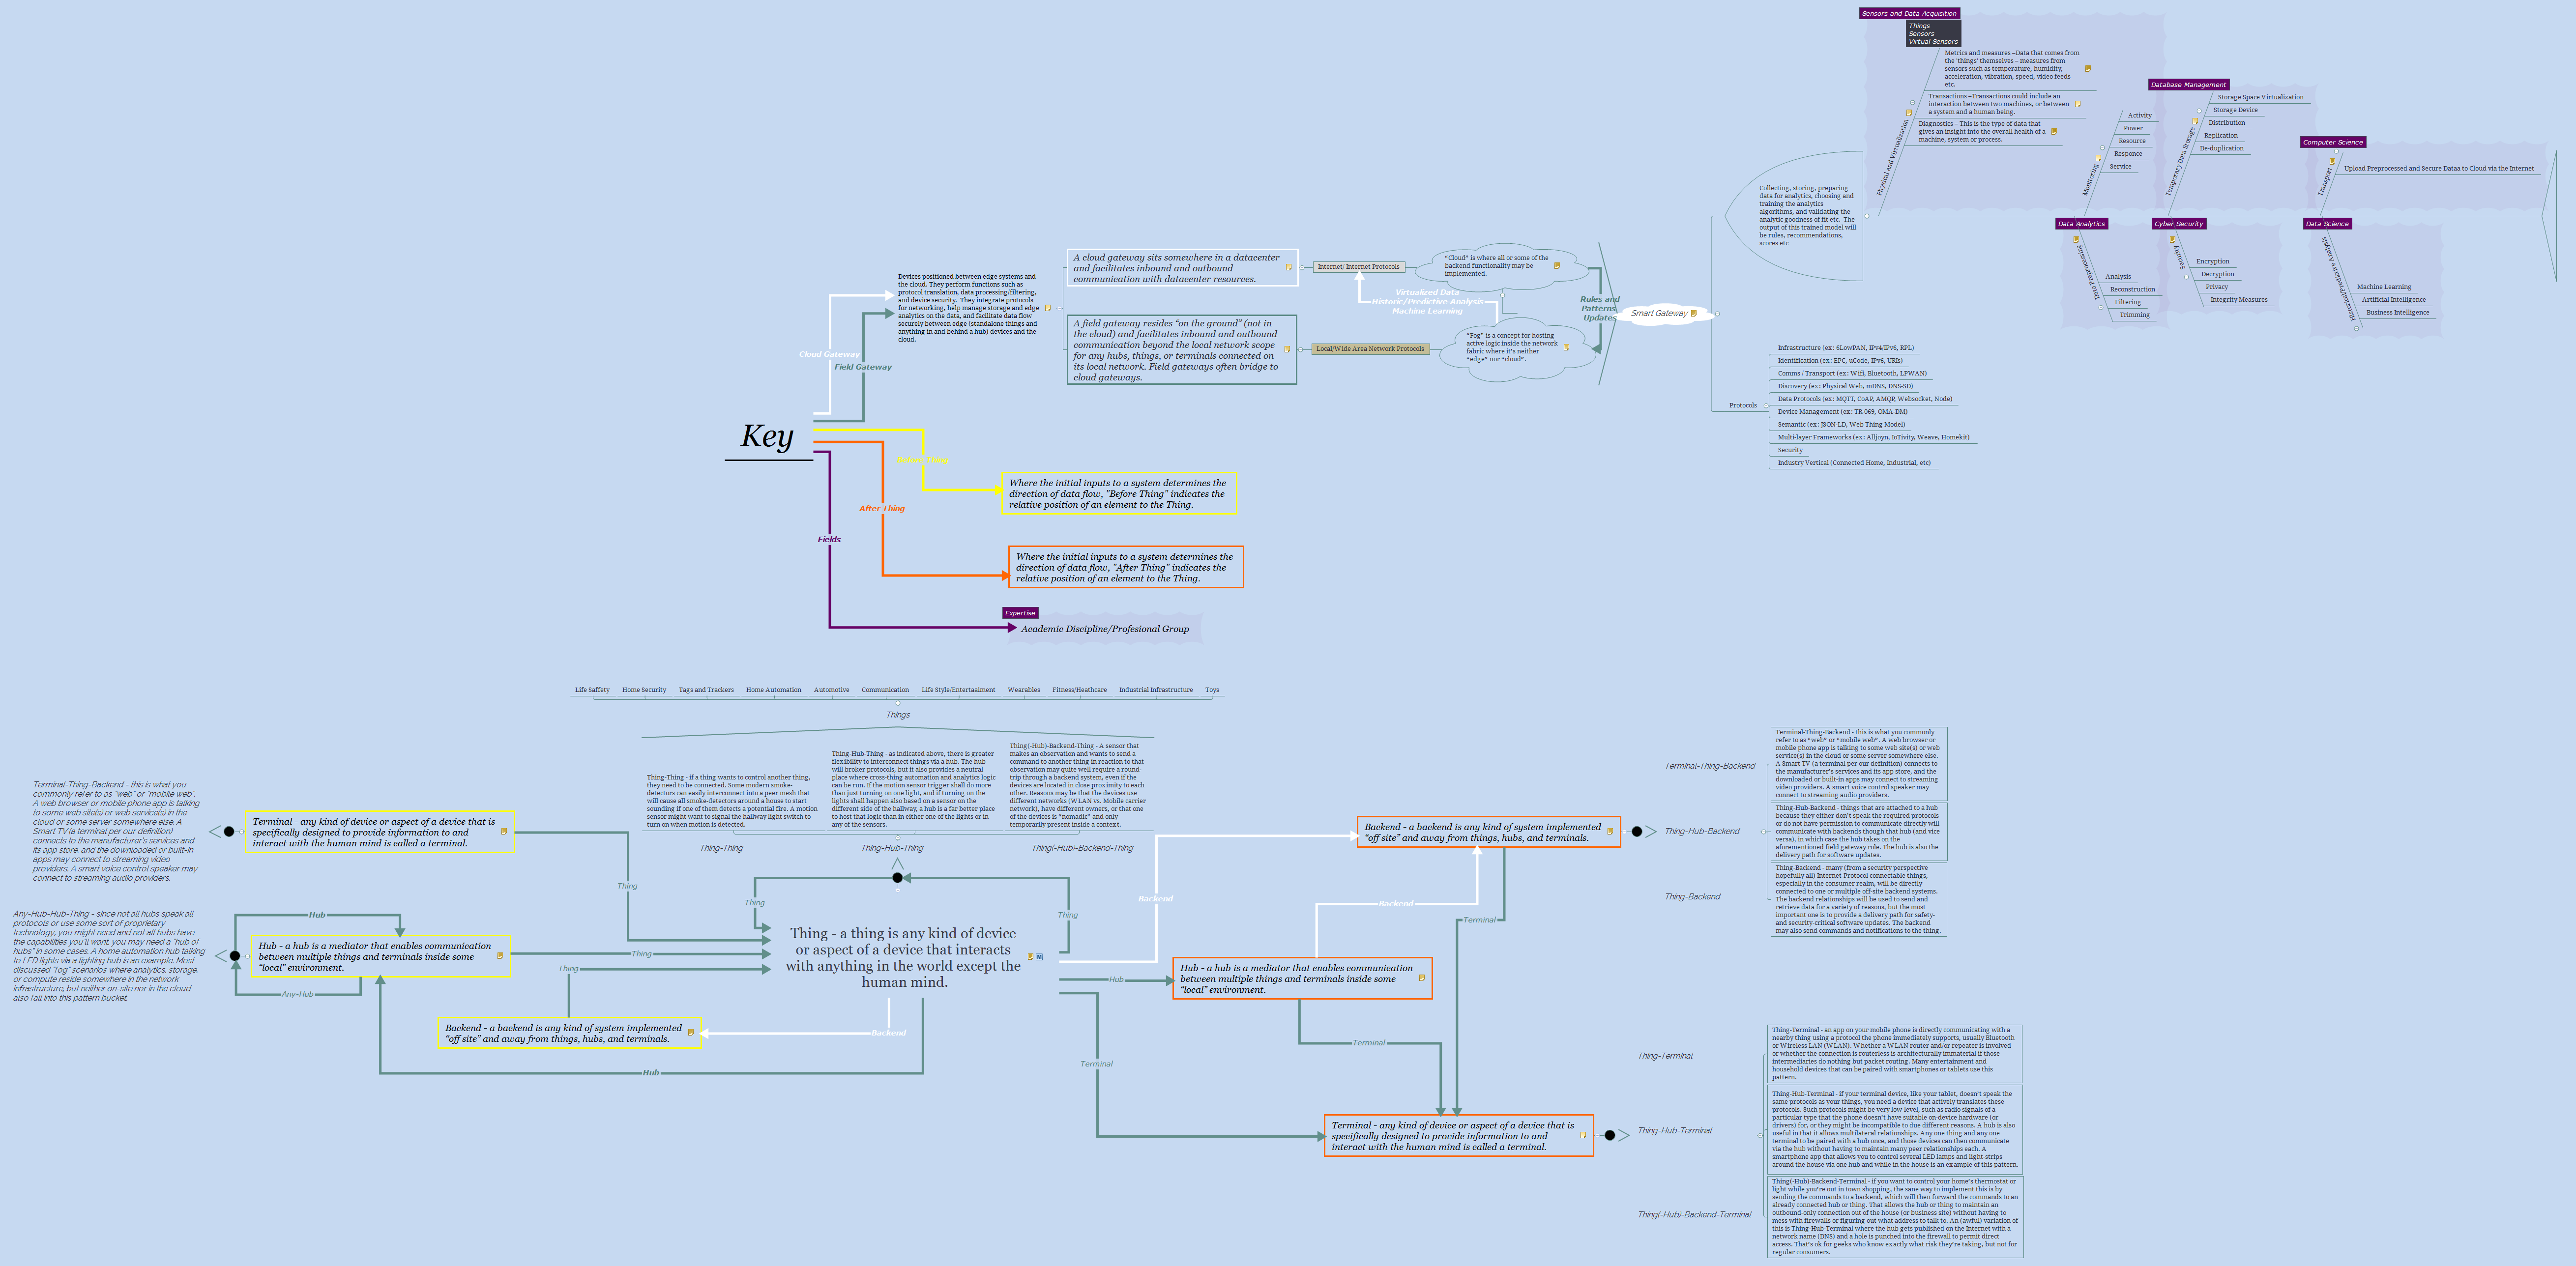 Sensors and Data Acquisition
Things
Sensors
Virtual Sensors
Metrics and measures –Data that comes from
the 'things' themselves – measures from
sensors such as temperature, humidity,
acceleration, vibration, speed, video feeds
etc.
Transactions –Transactions could include an
interaction between two machines, or between
a system and a human being.
Diagnostics – This is the type of data that
gives an insight into the overall health of a
machine, system or process.
Physical and Virtualization
Activity
Power
Resource
Responce
Service
Monitoring
Database Management
Storage Space Virtualization
Storage Device
Distribution
Replication
De-duplication
Temporary Data Storage
Computer Science
Upload Preprocessed and Secure Dataa to Cloud via the Internet
Transport
Data Analytics
Data Preprocessing
Analysis
Reconstruction
Filtering
Trimming
Cyber Security
Security
Encryption
Decryption
Privacy
Integrity Measures
Data Science
Machine Learning
Artificial Intelligence
Business Intelligence
Collecting, storing, preparing
data for analytics, choosing and
training the analytics
algorithms, and validating the
analytic goodness of fit etc. The
output of this trained model will
be rules, recommendations,
scores etc
Smart Gateway
Protocols
Infrastructure (ex: 6LowPAN, IPv4/IPv6, RPL)
Identification (ex: EPC, uCode, IPv6, URIs)
Comms / Transport (ex: Wifi, Bluetooth, LPWAN)
Discovery (ex: Physical Web, mDNS, DNS-SD)
Data Protocols (ex: MQTT, CoAP, AMQP, Websocket, Node)
Device Management (ex: TR-069, OMA-DM)
Semantic (ex: JSON-LD, Web Thing Model)
Multi-layer Frameworks (ex: Alljoyn, IoTivity, Weave, Homekit)
Security
Industry Vertical (Connected Home, Industrial, etc)
Devices positioned between edge systems and
the cloud. They perform functions such as
protocol translation, data processing/filtering,
and device security. They integrate protocols
for networking, help manage storage and edge
analytics on the data, and facilitate data flow
securely between edge (standalone things and
anything in and behind a hub) devices and the
cloud.
A cloud gateway sits somewhere in a datacenter
and facilitates inbound and outbound
communication with datacenter resources.
A field gateway resides “on the ground” (not in
the cloud) and facilitates inbound and outbound
communication beyond the local network scope
for any hubs, things, or terminals connected on
its local network. Field gateways often bridge to
cloud gateways.
Internet/ Internet Protocols
Local/Wide Area Network Protocols
“Cloud” is where all or some of the
backend functionality may be
implemented.
Virtualized Data
Historic/Predictive Analysis
Machine Learning
“Fog” is a concept for hosting
active logic inside the network
fabric where it's neither
“edge” nor “cloud”.
Rules and
Patterns
Updates
Cloud Gateway
Field Gateway
Key
Before Thing
After Thing
Fields
Where the initial inputs to a system determines the
direction of data flow, "Before Thing" indicates the
relative position of an element to the Thing.
Where the initial inputs to a system determines the
direction of data flow, "After Thing" indicates the
relative position of an element to the Thing.
Expertise
Academic Discipline/Profesional Group
Life Saffety
Home Security
Tags and Trackers
Home Automation
Automotive
Communication
Life Style/Entertaaiment
Wearables
Fitness/Heathcare
Industrial Infrastructure
Toys
Things
Thing-Thing - if a thing wants to control another thing,
they need to be connected. Some modern smoke-
detectors can easily interconnect into a peer mesh that
will cause all smoke-detectors around a house to start
sounding if one of them detects a potential fire. A motion
sensor might want to signal the hallway light switch to
turn on when motion is detected.
Thing-Hub-Thing - as indicated above, there is greater
flexibility to interconnect things via a hub. The hub
will broker protocols, but it also provides a neutral
place where cross-thing automation and analytics logic
can be run. If the motion sensor trigger shall do more
than just turning on one light, and if turning on the
lights shall happen also based on a sensor on the
different side of the hallway, a hub is a far better place
to host that logic than in either one of the lights or in
any of the sensors.
Thing(-Hub)-Backend-Thing - A sensor that
makes an observation and wants to send a
command to another thing in reaction to that
observation may quite well require a round-
trip through a backend system, even if the
devices are located in close proximity to each
other. Reasons may be that the devices use
different networks (WLAN vs. Mobile carrier
network), have different owners, or that one
of the devices is “nomadic” and only
temporarily present inside a context.
Thing-Thing
Thing-Hub-Thing
Thing(-Hub)-Backend-Thing
Terminal-Thing-Backend - this is what you
commonly refer to as “web” or “mobile web”.
A web browser or mobile phone app is talking
to some web site(s) or web service(s) in the
cloud or some server somewhere else. A
Smart TV (a terminal per our definition)
connects to the manufacturer's services and
its app store, and the downloaded or built-in
apps may connect to streaming video
providers. A smart voice control speaker may
connect to streaming audio providers.
Terminal - any kind of device or aspect of a device that is
specifically designed to provide information to and
interact with the human mind is called a terminal.
Any-Hub-Hub-Thing - since not all hubs speak all
protocols or use some sort of proprietary
technology, you might need and not all hubs have
the capabilities you'll want, you may need a “hub of
hubs” in some cases. A home automation hub talking
to LED lights via a lighting hub is an example. Most
discussed “fog” scenarios where analytics, storage,
or compute reside somewhere in the network
infrastructure, but neither on-site nor in the cloud
also fall into this pattern bucket.
Hub
Hub - a hub is a mediator that enables communication
between multiple things and terminals inside some
“local” environment.
Any-Hub
Backend - a backend is any kind of system implemented
“off site” and away from things, hubs, and terminals.
Thing
Thing
Thing
Thing
Thing
Thing - a thing is any kind of device
or aspect of a device that interacts
with anything in the world except the
human mind.
Backend
Hub
Backend
Hub
Terminal
Backend
Terminal
Terminal
Backend - a backend is any kind of system implemented
“off site” and away from things, hubs, and terminals.
Hub - a hub is a mediator that enables communication
between multiple things and terminals inside some
“local” environment.
Terminal - any kind of device or aspect of a device that is
specifically designed to provide information to and
interact with the human mind is called a terminal.
Terminal-Thing-Backend
Terminal-Thing-Backend - this is what you commonly
refer to as “web” or “mobile web”. A web browser or
mobile phone app is talking to some web site(s) or web
service(s) in the cloud or some server somewhere else.
A Smart TV (a terminal per our definition) connects to
the manufacturer's services and its app store, and the
downloaded or built-in apps may connect to streaming
video providers. A smart voice control speaker may
connect to streaming audio providers.
Thing-Hub-Backend
Thing-Hub-Backend - things that are attached to a hub
because they either don't speak the required protocols
or do not have permission to communicate directly will
communicate with backends though that hub (and vice
versa), in which case the hub takes on the
aforementioned field gateway role. The hub is also the
delivery path for software updates.
Thing-Backend
Thing-Backend - many (from a security perspective
hopefully all) Internet-Protocol connectable things,
especially in the consumer realm, will be directly
connected to one or multiple off-site backend systems.
The backend relationships will be used to send and
retrieve data for a variety of reasons, but the most
important one is to provide a delivery path for safety-
and security-critical software updates. The backend
may also send commands and notifications to the thing.
Thing-Terminal
Thing-Terminal - an app on your mobile phone is directly communicating with a
nearby thing using a protocol the phone immediately supports, usually Bluetooth
or Wireless LAN (WLAN). Whether a WLAN router and/or repeater is involved
or whether the connection is routerless is architecturally immaterial if those
intermediaries do nothing but packet routing. Many entertainment and
household devices that can be paired with smartphones or tablets use this
pattern.
Thing-Hub-Terminal
Thing-Hub-Terminal - if your terminal device, like your tablet, doesn't speak the
same protocols as your things, you need a device that actively translates these
protocols. Such protocols might be very low-level, such as radio signals of a
particular type that the phone doesn't have suitable on-device hardware (or
drivers) for, or they might be incompatible to due different reasons. A hub is also
useful in that it allows multilateral relationships. Any one thing and any one
terminal to be paired with a hub once, and those devices can then communicate
via the hub without having to maintain many peer relationships each. A
smartphone app that allows you to control several LED lamps and light-strips
around the house via one hub and while in the house is an example of this pattern.
Thing(-Hub)-Backend-Terminal
Thing(-Hub)-Backend-Terminal - if you want to control your home's thermostat or
light while you're out in town shopping, the sane way to implement this is by
sending the commands to a backend, which will then forward the commands to an
already connected hub or thing. That allows the hub or thing to maintain an
outbound-only connection out of the house (or business site) without having to
mess with firewalls or figuring out what address to talk to. An (awful) variation of
this is Thing-Hub-Terminal where the hub gets published on the Internet with a
network name (DNS) and a hole is punched into the firewall to permit direct
access. That's ok for geeks who know exactly what risk they're taking, but not for
regular consumers.